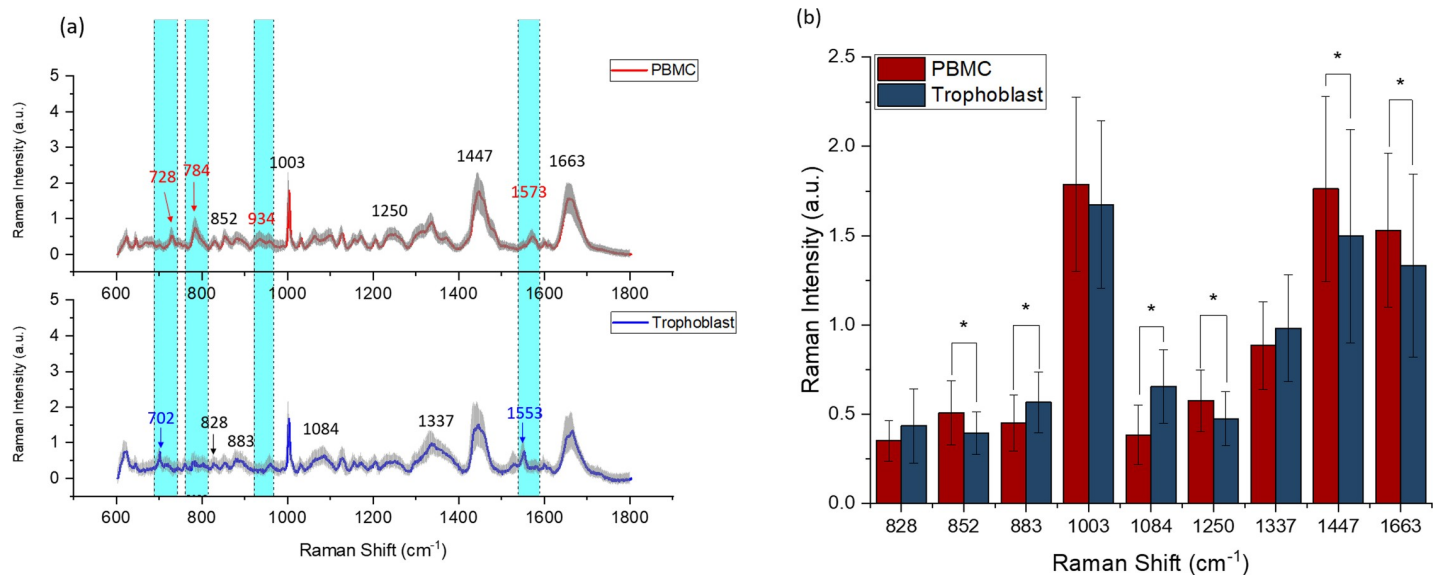 (a)
PBMC
Raman Intensity (a.u.)
5
4
3
2
1
0
728
784
852
934
1003
1250
1447
1573
1663
600 800 1000 1200 1400 1600 1800
Trophoblast
Raman Intensity (a.u.)
5
4
3
2
1
0
702
828
883
1084
1337
1553
600 800 1000 1200 1400 1600 1800
Raman Shift (cm⁻¹)
(b)
PBMC
Trophoblast
Raman Intensity (a.u.)
2.5
2.0
1.5
1.0
0.5
0.0
* * * * * *
828 852 883 1003 1084 1250 1337 1447 1663
Raman Shift (cm⁻¹)